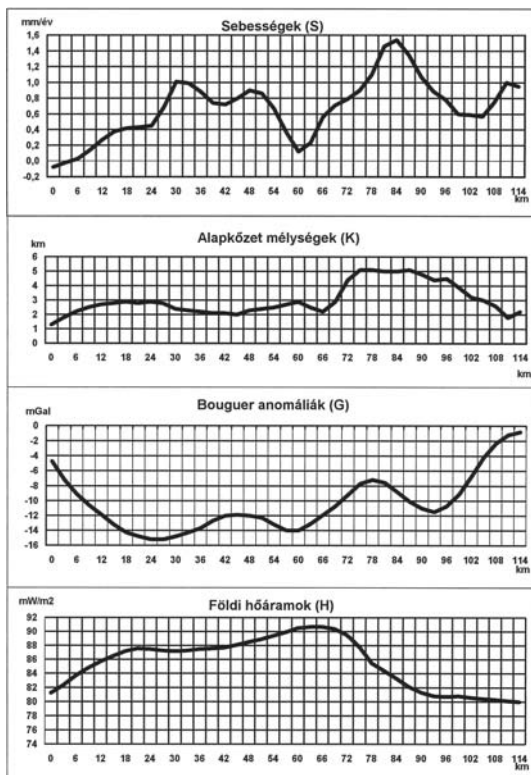 Sebességek (S)
mm/év
1,6
1,4
1,2
1,0
0,8
0,6
0,4
0,2
0,0
-0,2
0 6 12 18 24 30 36 42 48 54 60 66 72 78 84 90 96 102 108 114
km
Alapkőzet mélységek (K)
km
6
5
4
3
2
1
0
0 6 12 18 24 30 36 42 48 54 60 66 72 78 84 90 96 102 108 114
km
Bouguer anomáliák (G)
mGal
0
-2
-4
-6
-8
-10
-12
-14
-16
0 6 12 18 24 30 36 42 48 54 60 66 72 78 84 90 96 102 108 114
km
Földi hőáramok (H)
mW/m2
92
90
88
86
84
82
80
78
76
74
0 6 12 18 24 30 36 42 48 54 60 66 72 78 84 90 96 102 108 114
km